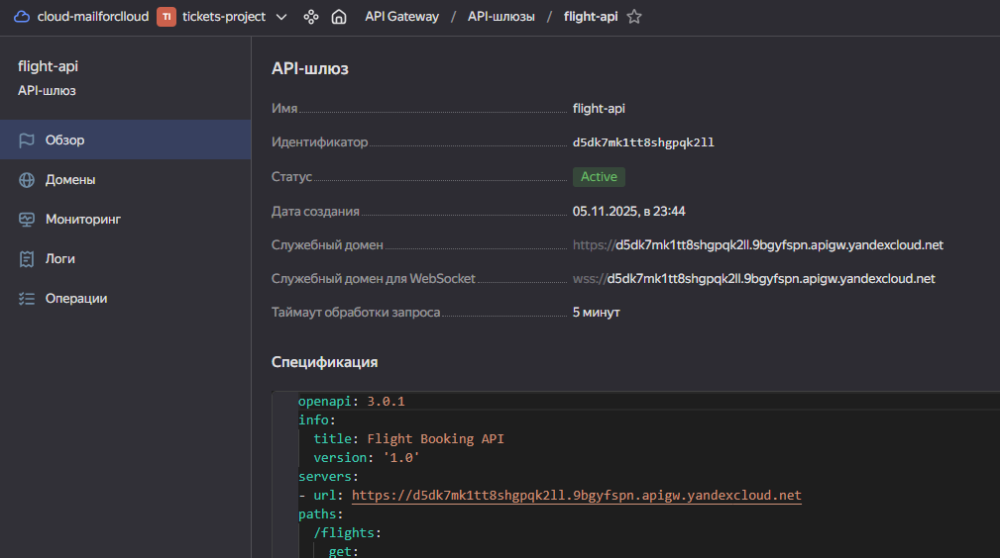 cloud-mailforclloud TI tickets-project API Gateway / API-шлюзы / flight-api
flight-api
API-шлюз
Обзор
Домены
Мониторинг
Логи
Операции
API-шлюз
Имя flight-api
Идентификатор d5dk7mk1tt8shgpqk2ll
Статус Active
Дата создания 05.11.2025, в 23:44
Служебный домен https://d5dk7mk1tt8shgpqk2ll.9bgyfspn.apigw.yandexcloud.net
Служебный домен для WebSocket wss://d5dk7mk1tt8shgpqk2ll.9bgyfspn.apigw.yandexcloud.net
Таймаут обработки запроса 5 минут
Спецификация
openapi: 3.0.1
info:
title: Flight Booking API
version: '1.0'
servers:
- url: https://d5dk7mk1tt8shgpqk2ll.9bgyfspn.apigw.yandexcloud.net
paths:
/flights:
get: